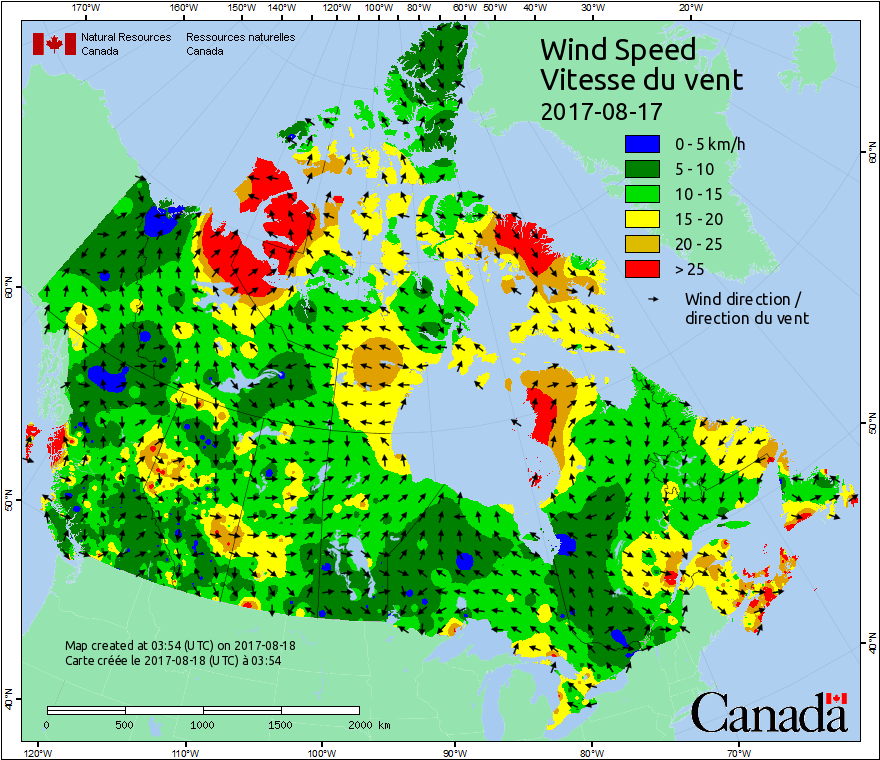 170°W 160°W 150°W 140°W 130°W 120°W 110°W 100°W 90°W 80°W 70°W 60°W 50°W 40°W 30°W 20°W
Natural Resources Canada
Ressources naturelles Canada
Wind Speed
Vitesse du vent
2017-08-17
0 - 5 km/h
5 - 10
10 - 15
15 - 20
20 - 25
> 25
Wind direction /
direction du vent
60°N
60°N
50°N
50°N
40°N
40°N
Map created at 03:54 (UTC) on 2017-08-18
Carte créée le 2017-08-18 (UTC) à 03:54
0 500 1000 1500 2000 km
Canada
120°W 110°W 100°W 90°W 80°W 70°W